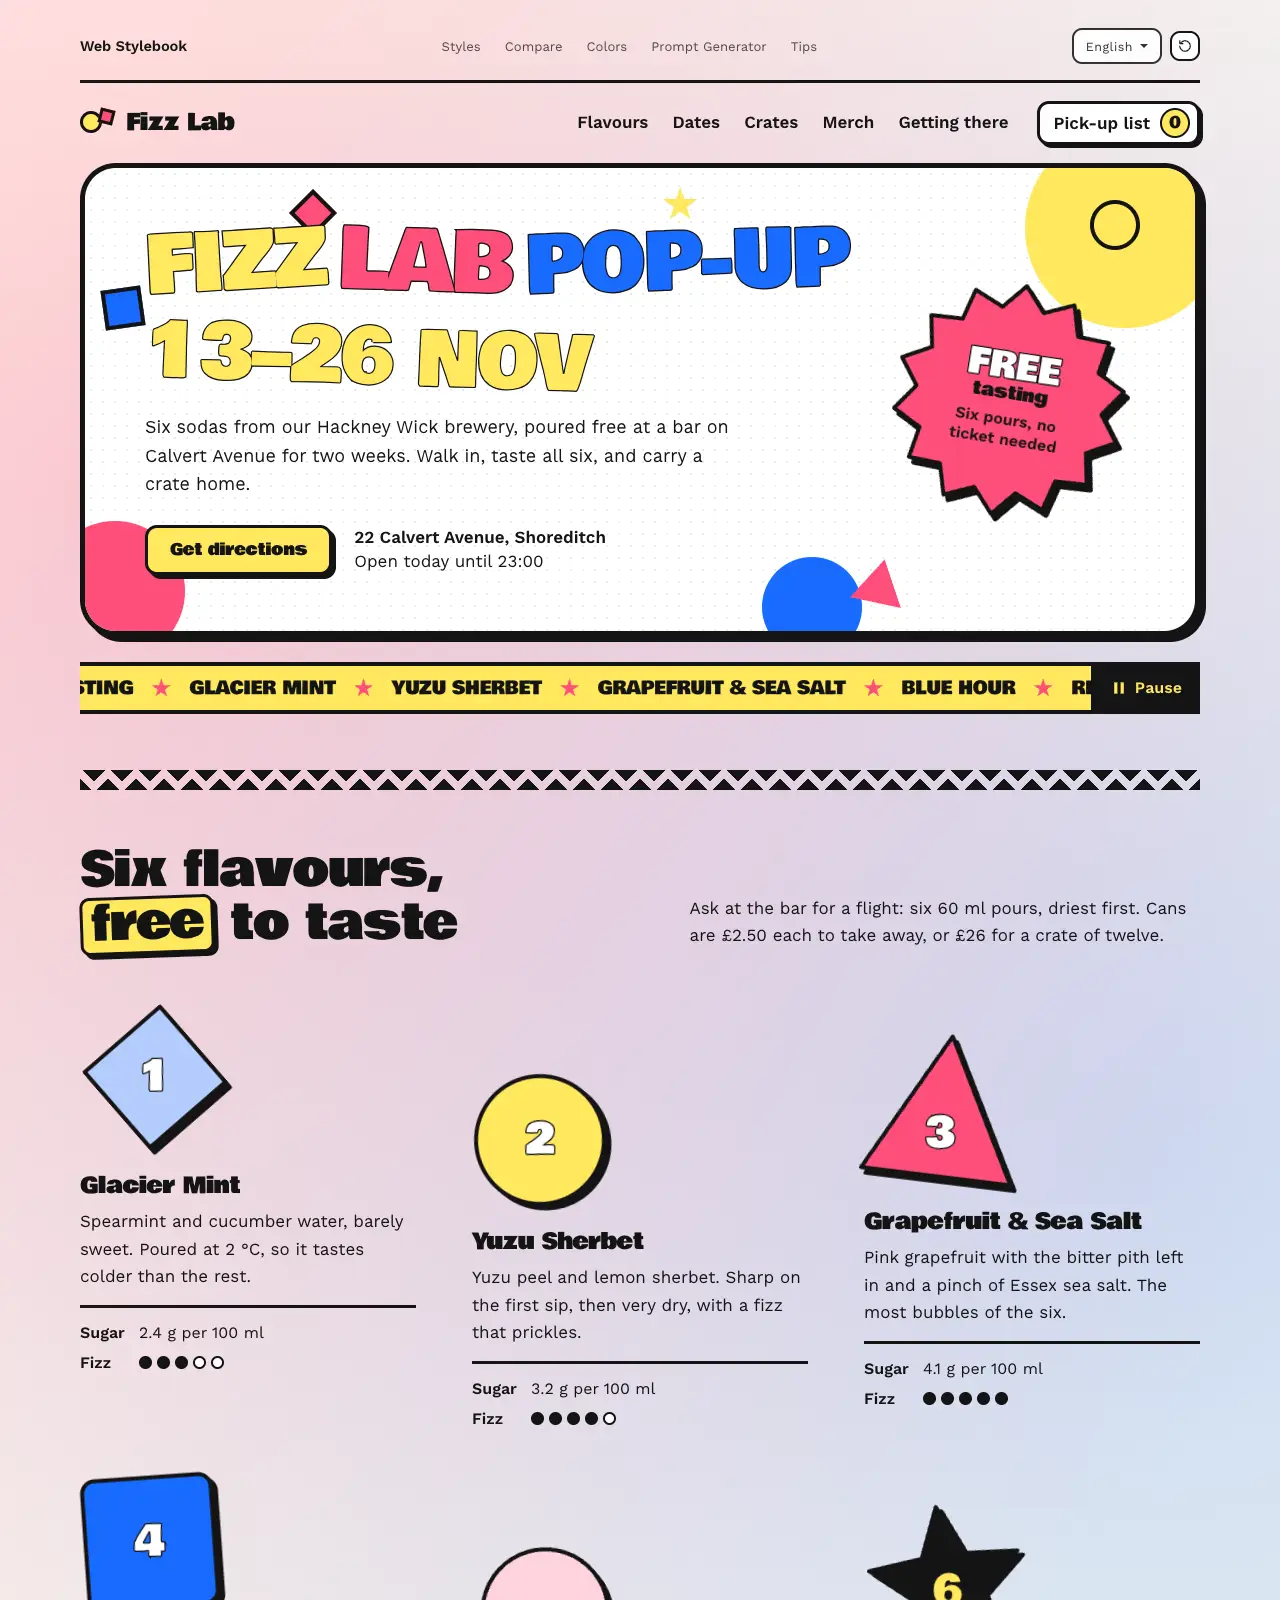 Web Stylebook
Styles Compare Colors Prompt Generator Tips
English
Fizz Lab
Flavours Dates Crates Merch Getting there
Pick-up list 0
FIZZ LAB POP-UP
13–26 NOV
Six sodas from our Hackney Wick brewery, poured free at a bar on
Calvert Avenue for two weeks. Walk in, taste all six, and carry a
crate home.
FREE
tasting
Six pours, no
ticket needed
Get directions
22 Calvert Avenue, Shoreditch
Open today until 23:00
STING ★ GLACIER MINT ★ YUZU SHERBET ★ GRAPEFRUIT & SEA SALT ★ BLUE HOUR ★
Pause
Six flavours,
free to taste
Ask at the bar for a flight: six 60 ml pours, driest first. Cans
are £2.50 each to take away, or £26 for a crate of twelve.
1
Glacier Mint
Spearmint and cucumber water, barely
sweet. Poured at 2 °C, so it tastes
colder than the rest.
Sugar 2.4 g per 100 ml
Fizz
2
Yuzu Sherbet
Yuzu peel and lemon sherbet. Sharp on
the first sip, then very dry, with a fizz
that prickles.
Sugar 3.2 g per 100 ml
Fizz
3
Grapefruit & Sea Salt
Pink grapefruit with the bitter pith left
in and a pinch of Essex sea salt. The
most bubbles of the six.
Sugar 4.1 g per 100 ml
Fizz
4
6